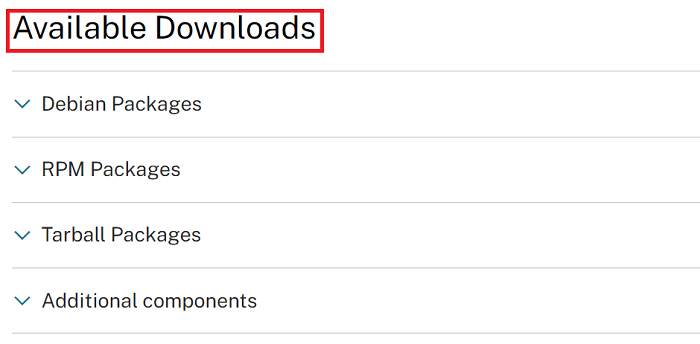 Available Downloads
Debian Packages
RPM Packages
Tarball Packages
Additional components